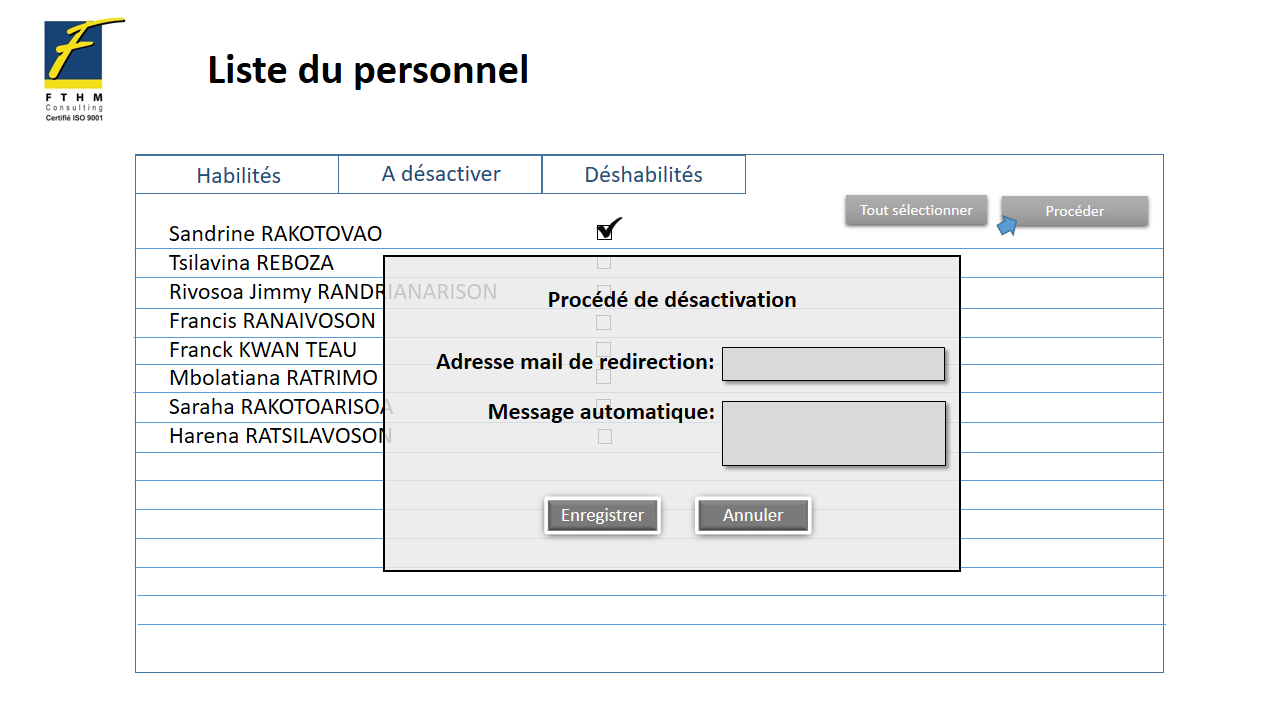 F T H M
Consulting
Certifié ISO 9001
Liste du personnel
Habilités
A désactiver
Déshabilités
Tout sélectionner
Procéder
Sandrine RAKOTOVAO
Tsilavina REBOZA
Rivosoa Jimmy RANDRIANARISON
Francis RANAIVOSON
Franck KWAN TEAU
Mbolatiana RATRIMO
Saraha RAKOTOARISOA
Harena RATSILAVOSON
Procédé de désactivation
Adresse mail de redirection:
Message automatique:
Enregistrer
Annuler